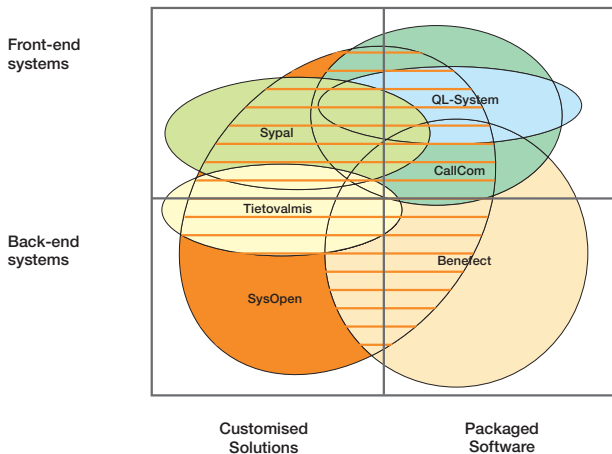 Front-end
systems
QL-System
Sypal
CallCom
Tietovalmis
Back-end
systems
Benefect
SysOpen
Customised
Solutions
Packaged
Software